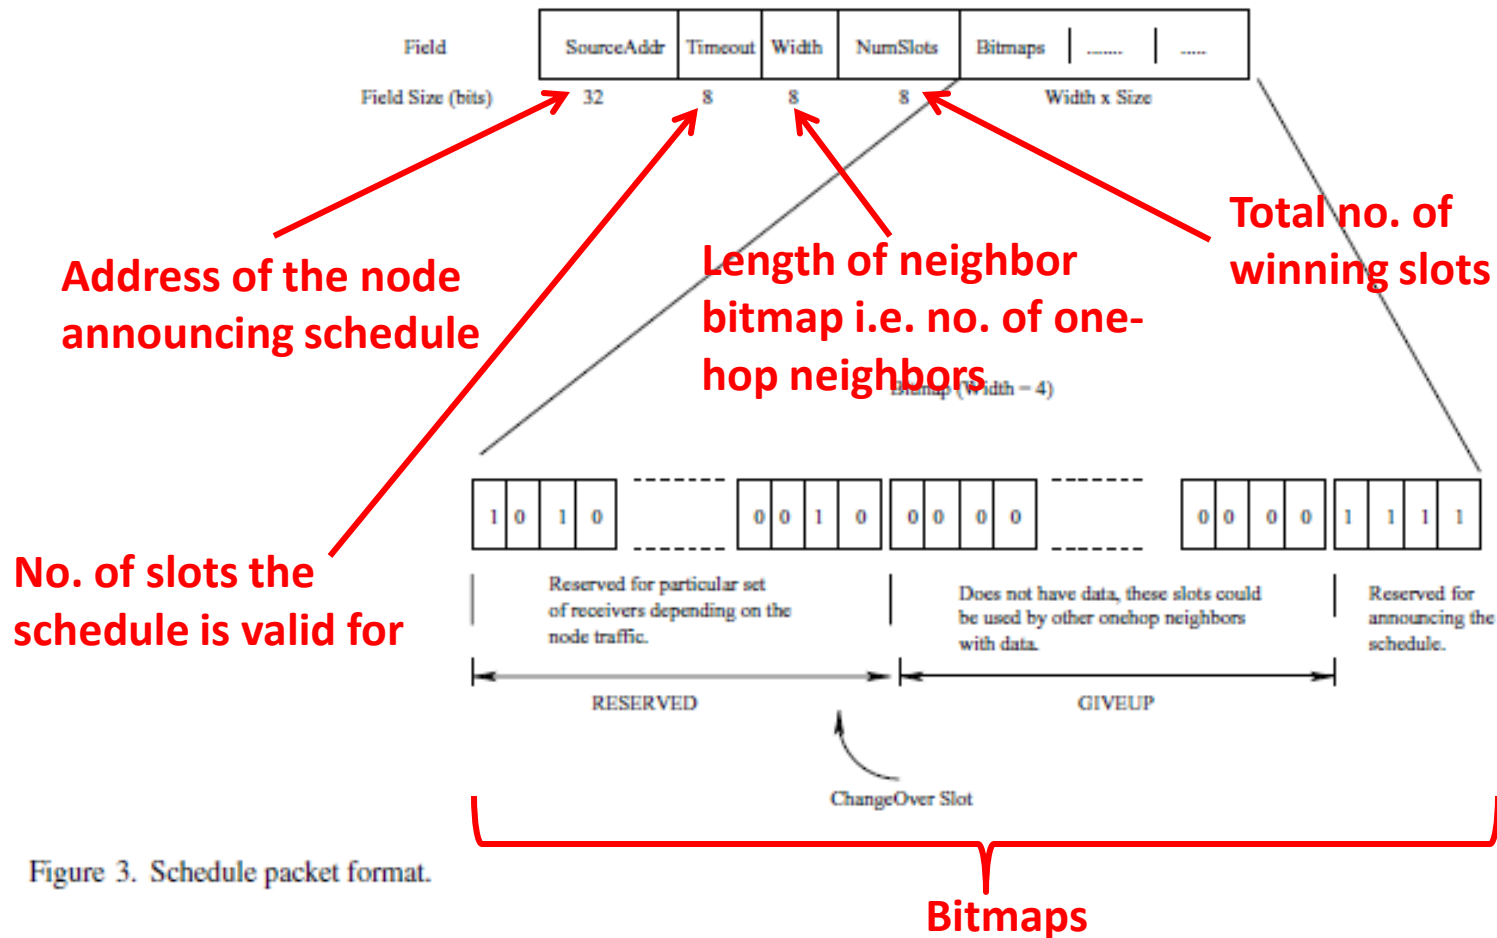 Field SourceAddr Timeout Width NumSlots Bitmaps ....... .....
Field Size (bits) 32 8 8 8 Width x Size
Address of the node
announcing schedule
Length of neighbor
bitmap i.e. no. of one-
hop neighbors
Total no. of
winning slots
Bitmap (Width = 4)
1 0 1 0 0 0 1 0 0 0 0 0 0 0 0 0 1 1 1 1
No. of slots the
schedule is valid for
Reserved for particular set
of receivers depending on the
node traffic.
Does not have data, these slots could
be used by other onehop neighbors
with data.
Reserved for
announcing the
schedule.
RESERVED
GIVEUP
ChangeOver Slot
Figure 3. Schedule packet format.
Bitmaps